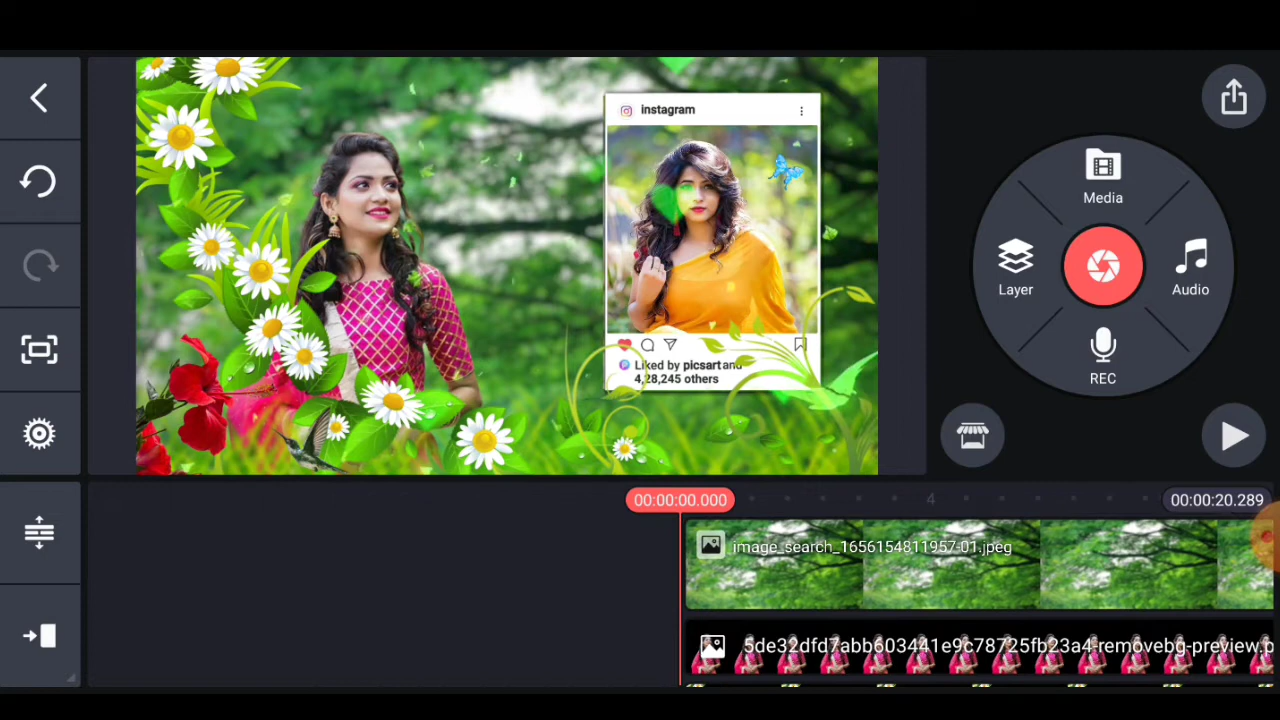 instagram
Liked by picsart and
4,28,245 others
Media
Layer
Audio
REC
00:00:00.000
4
00:00:20.289
image_search_1656154811957-01.jpeg
5de32dfd7abb603441e9c78725fb23a4-removebg-preview.p